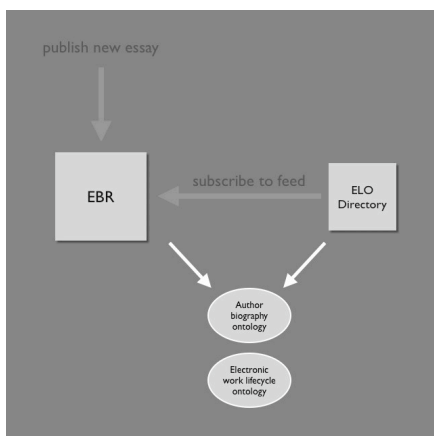 publish new essay
EBR
subscribe to feed
ELO
Directory
Author
biography
ontology
Electronic
work lifecycle
ontology